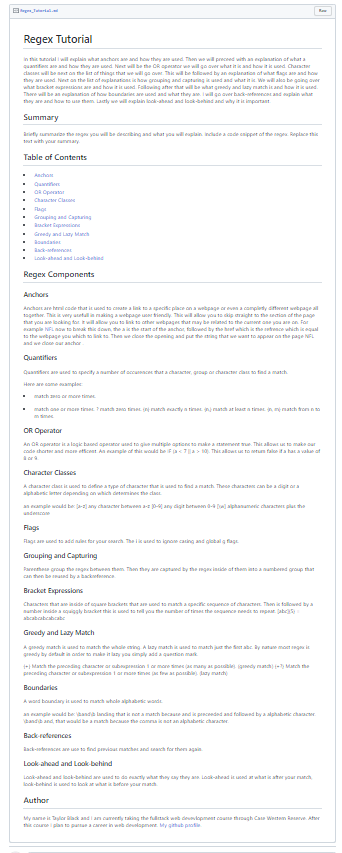 Regex_Tutorial.md
Raw
Regex Tutorial
In this tutorial I will explain what anchors are and how they are used. Then we will proceed with an explanation of what a
quantifiers are and how they are used. Next will be the OR operator we will go over what it is and how it is used. Character
classes will be next on the list of things that we will go over. This will be followed by an explanation of what flags are and how
they are used. Next on the list of explanations is how grouping and capturing is used and what it is. We will also be going over
what bracket expressions are and how it is used. Following after that will be what greedy and lazy match is and how it is used.
There will be an explanation of how boundaries are used and what they are. I will go over back-references and explain what
they are and how to use them. Lastly we will explain look-ahead and look-behind and why it is important
Summary
Briefly summarize the regex you will be describing and what you will explain. Include a code snippet of the regex. Replace this
text with your summary.
Table of Contents
Anchors
Quantifiers
OR Operator
Character Classes
Flags
Grouping and Capturing
Bracket Expressions
Greedy and Lazy Match
Boundaries
Back-references
Look-ahead and Look-behind
Regex Components
Anchors
Anchors are html code that is used to create a link to a specific place on a webpage or even a completly different webpage all
together. This is very usefull in making a webpage user friendly. This will allow you to skip straight to the section of the page
that you are looking for. It will allow you to link to other webpages that may be related to the current one you are on. For
example NFL now to break this down, the a is the start of the anchor, followed by the href which is the refrence which is equal
to the webpage you which to link to. Then we close the opening and put the string that we want to appear on the page NFL
and we close our anchor
Quantifiers
Quantifiers are used to specify a number of occurences that a character, group or character class to find a match.
Here are some examples:
match zero or more times.
match one or more times. ? match zero times. {n} match exactly n times. {n,} match at least n times. {n, m} match from n to
m times.
OR Operator
An OR operator is a logic based operator used to give multiple options to make a statement true. This allows us to make our
code shorter and more efficent. An example of this would be IF (a < 7 || a > 10). This allows us to return false if a has a value of
8 or 9.
Character Classes
A character class is used to define a type of character that is used to find a match. These characters can be a digit or a
alphabetic letter depending on which determines the class.
an example would be: [a-z] any character between a-z [0-9] any digit between 0-9 [\w] alphanumeric characters plus the
underscore
Flags
Flags are used to add rules for your search. The i is used to ignore casing and global g flags.
Grouping and Capturing
Parenthese group the regex between them. Then they are captured by the regex inside of them into a numbered group that
can then be reused by a backreference.
Bracket Expressions
Characters that are inside of square brackets that are used to match a specific sequence of characters. Then is followed by a
number inside a squiggly bracket this is used to tell you the number of times the sequence needs to repeat. [abc]{5} -
abcabcabcabcabc
Greedy and Lazy Match
A greedy match is used to match the whole string. A lazy match is used to match just the first abc. By nature most regex is
greedy by default in order to make it lazy you simply add a question mark.
(+) Match the preceding character or subexpression 1 or more times (as many as possible). (greedy match) (+?) Match the
preceding character or subexpression 1 or more times (as few as possible). (lazy match)
Boundaries
A word boundary is used to match whole alphabetic words.
Back-references
Back-references are use to find previous matches and search for them again.
Look-ahead and Look-behind
Look-ahead and look-behind are used to do exactly what they say they are. Look-ahead is used at what is after your match,
look-behind is used to look at what is before your match.
Author
My name is Taylor Black and I am currently taking the fullstack web development course through Case Western Reserve. After
this course I plan to pursue a career in web development. My github profile.